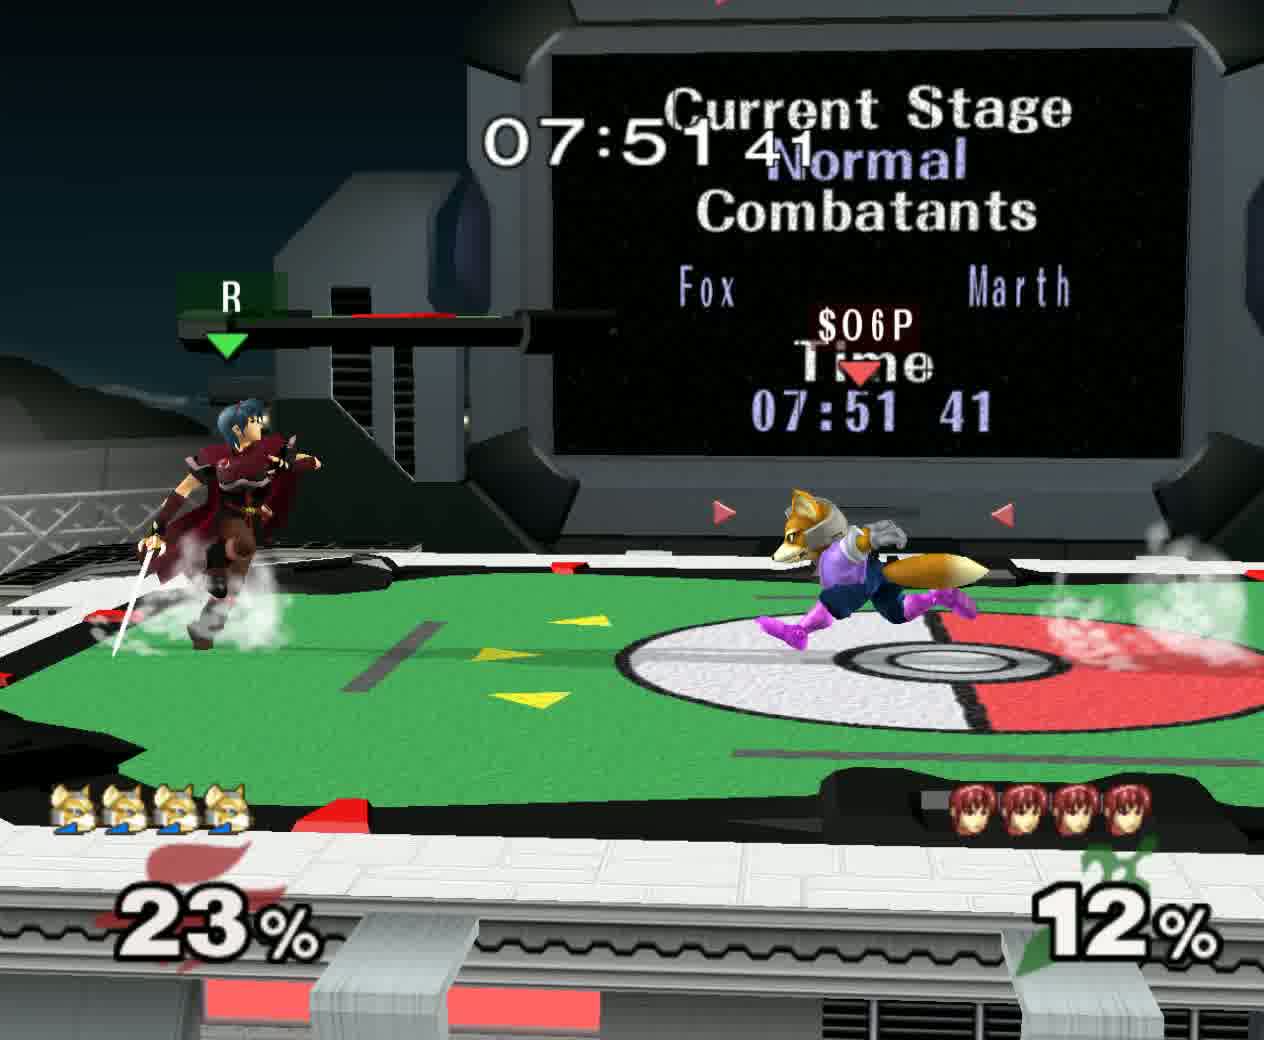 Current Stage
07:51 41
Normal
Combatants
Fox Marth
R
$06P
Time
07:51 41
23%
12%